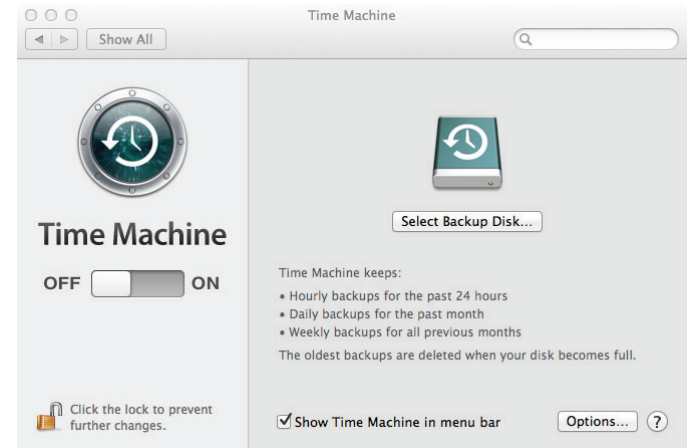 Time Machine
Show All
Time Machine
OFF ON
Click the lock to prevent
further changes.
Select Backup Disk...
Time Machine keeps:
• Hourly backups for the past 24 hours
• Daily backups for the past month
• Weekly backups for all previous months
The oldest backups are deleted when your disk becomes full.
Show Time Machine in menu bar
Options... ?